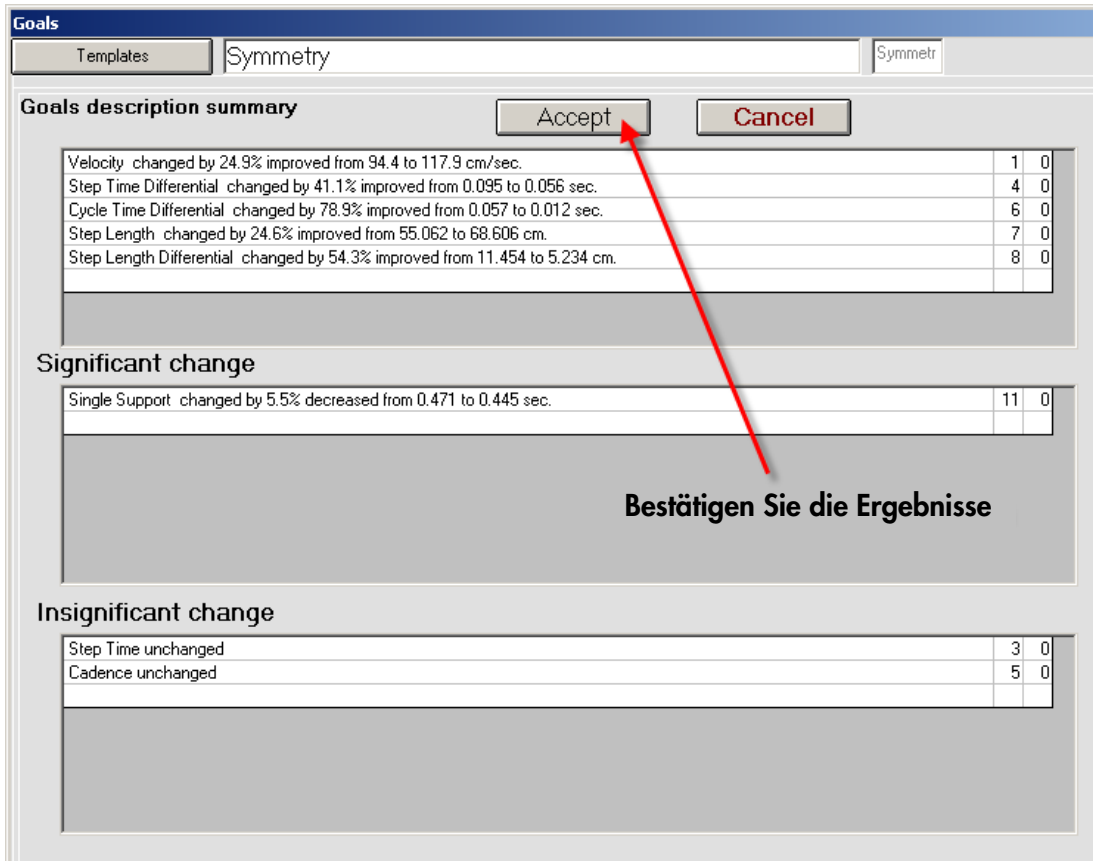 Goals
Templates Symmetry Symmetr
Goals description summary Accept Cancel
Velocity changed by 24.9% improved from 94.4 to 117.9 cm/sec. 1 0
Step Time Differential changed by 41.1% improved from 0.095 to 0.056 sec. 4 0
Cycle Time Differential changed by 78.9% improved from 0.057 to 0.012 sec. 6 0
Step Length changed by 24.6% improved from 55.062 to 68.606 cm. 7 0
Step Length Differential changed by 54.3% improved from 11.454 to 5.234 cm. 8 0
Significant change
Single Support changed by 5.5% decreased from 0.471 to 0.445 sec. 11 0
Bestätigen Sie die Ergebnisse
Insignificant change
Step Time unchanged 3 0
Cadence unchanged 5 0